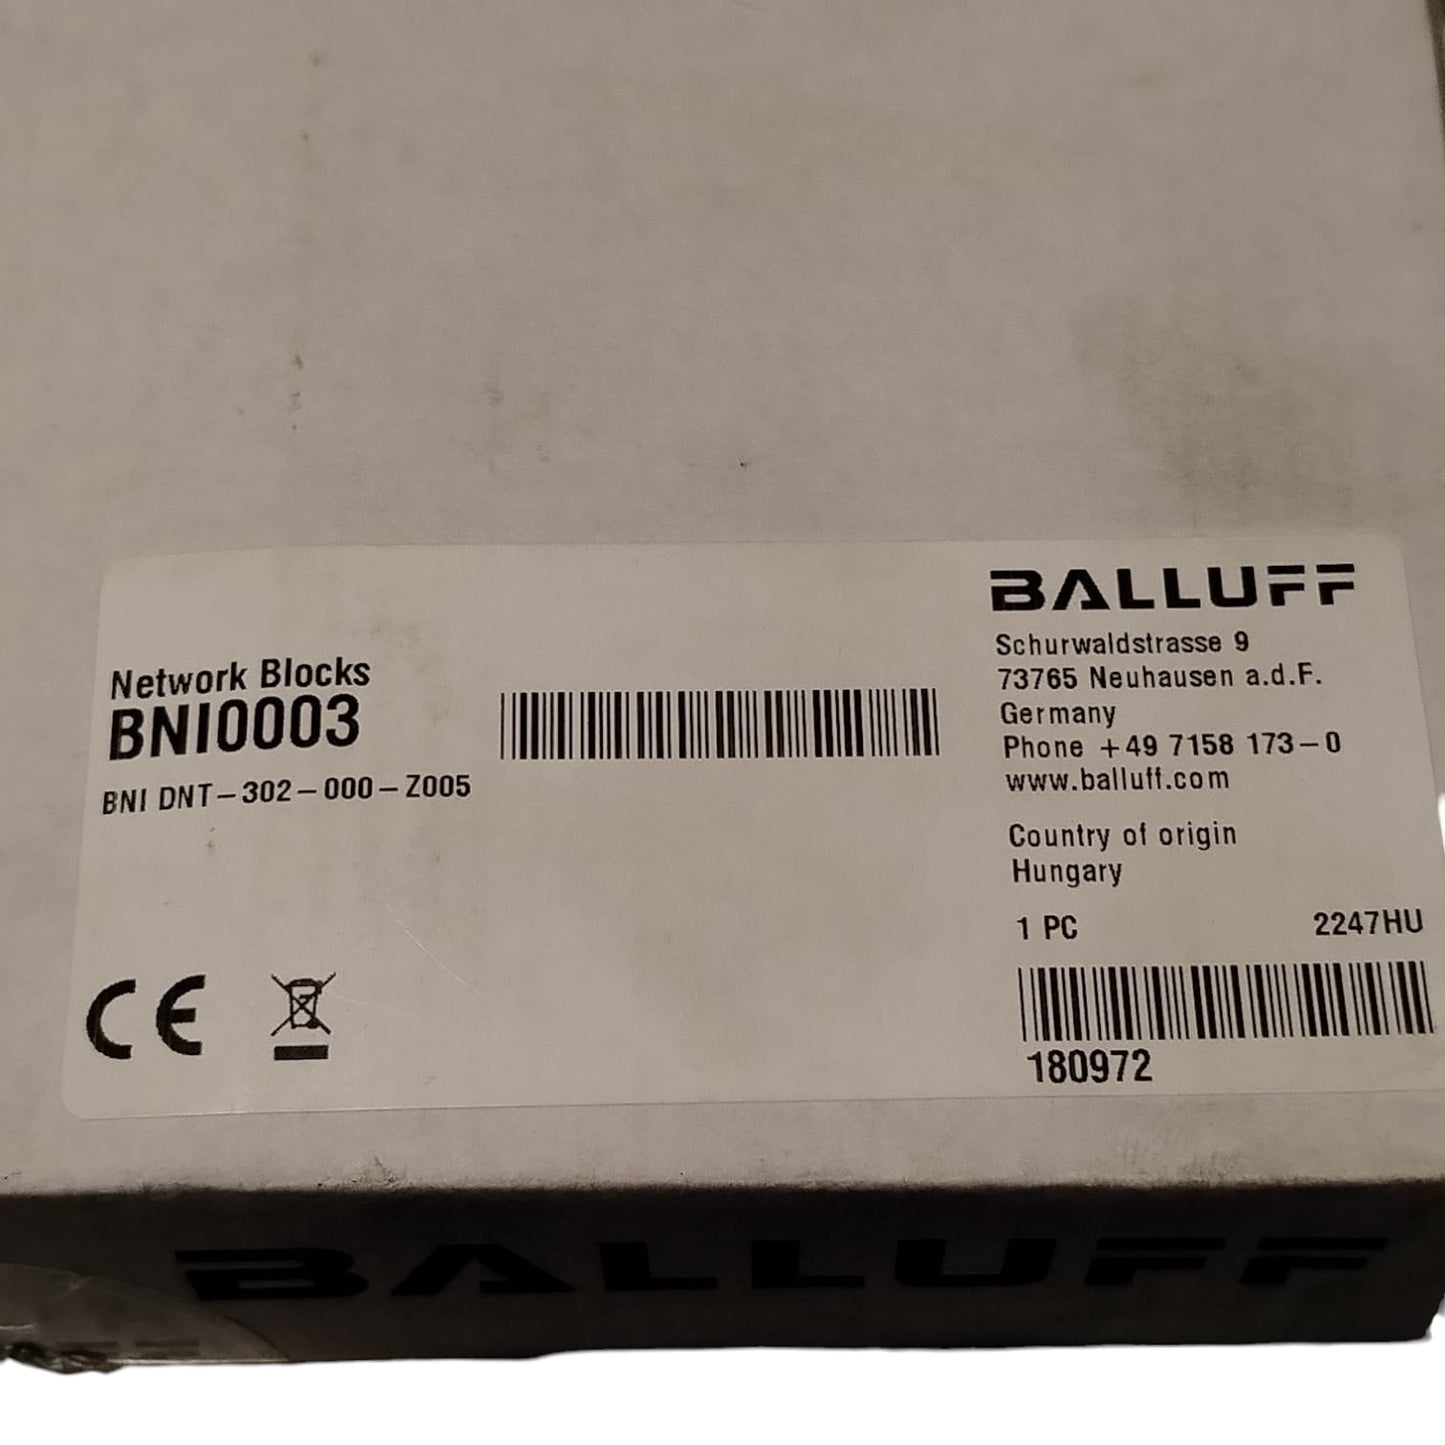 Network Blocks
BNI0003
BNI DNT-302-000-Z005
BALLUFF
Schurwaldstrasse 9
73765 Neuhausen a.d.F.
Germany
Phone +49 7158 173-0
www.balluff.com
Country of origin
Hungary
1 PC 2247HU
180972
CE
BALLUFF